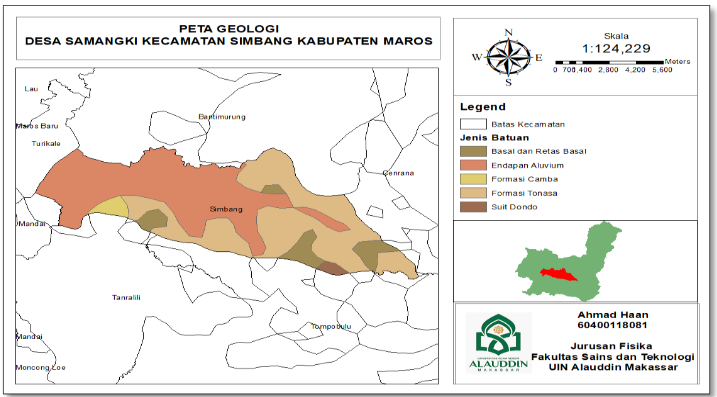 PETA GEOLOGI
DESA SAMANGKI KECAMATAN SIMBANG KABUPATEN MAROS
Lau
Bantimurung
Maros Baru
Turikale
Cenrana
Simbang
Mandai
Tanralili
Tompobulu
Mandai
Moncong Loe
N
W
E
S
Skala
1:124,229
Meters
0 700 1,400 2,800 4,200 5,600
Legend
Batas Kecamatan
Jenis Batuan
Basal dan Retas Basal
Endapan Aluvium
Formasi Camba
Formasi Tonasa
Suit Dondo
ALAUDDIN
MAKASSAR
Ahmad Haan
60400118081
Jurusan Fisika
Fakultas Sains dan Teknologi
UIN Alauddin Makassar